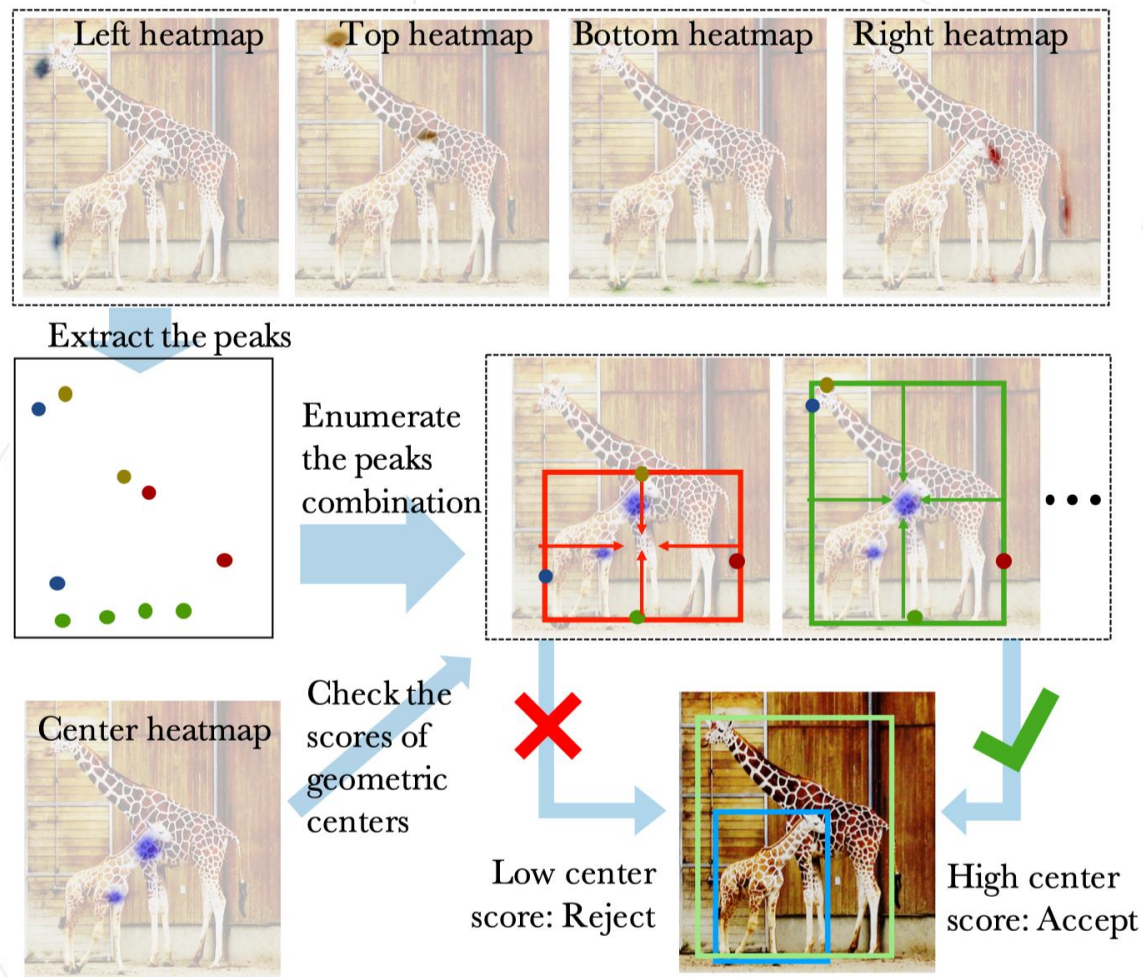 Left heatmap
Top heatmap
Bottom heatmap
Right heatmap
Extract the peaks
Enumerate
the peaks
combination
Center heatmap
Check the
scores of
geometric
centers
Low center
score: Reject
High center
score: Accept